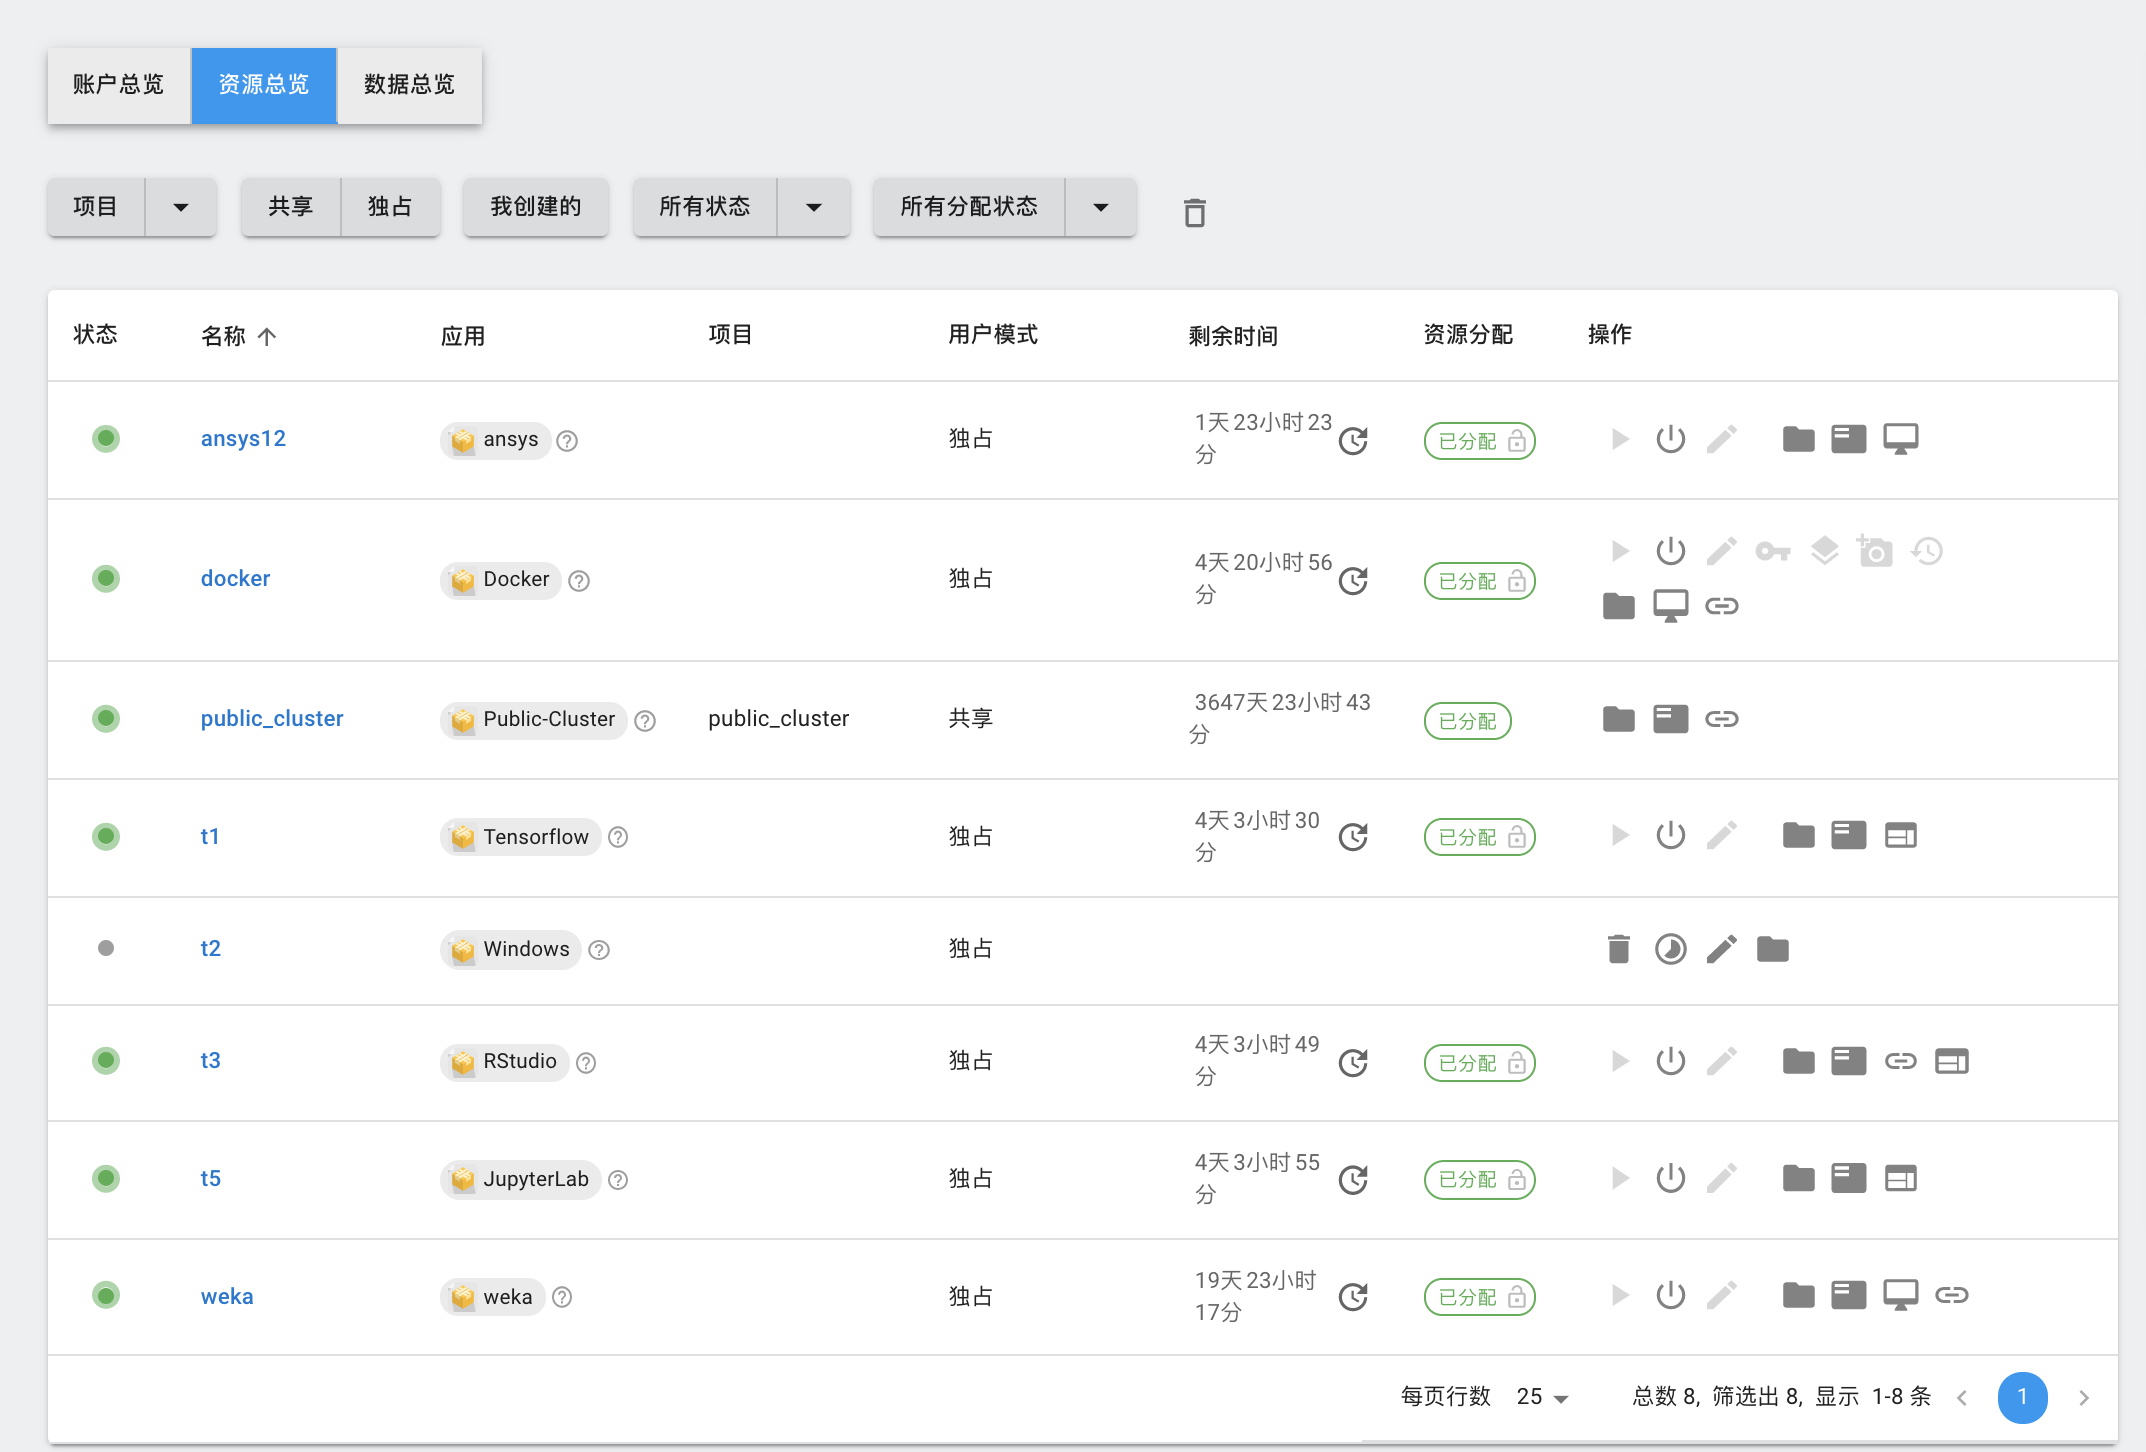 账户总览 资源总览 数据总览
项目 共享 独占 我创建的 所有状态 所有分配状态
状态 名称 应用 项目 用户模式 剩余时间 资源分配 操作
ansys12 ansys 独占 1天23小时23分 已分配
docker Docker 独占 4天20小时56分 已分配
public_cluster Public-Cluster public_cluster 共享 3647天23小时43分 已分配
t1 Tensorflow 独占 4天3小时30分 已分配
t2 Windows 独占
t3 RStudio 独占 4天3小时49分 已分配
t5 JupyterLab 独占 4天3小时55分 已分配
weka weka 独占 19天23小时17分 已分配
每页行数 25 总数 8, 筛选出 8, 显示 1-8 条 1